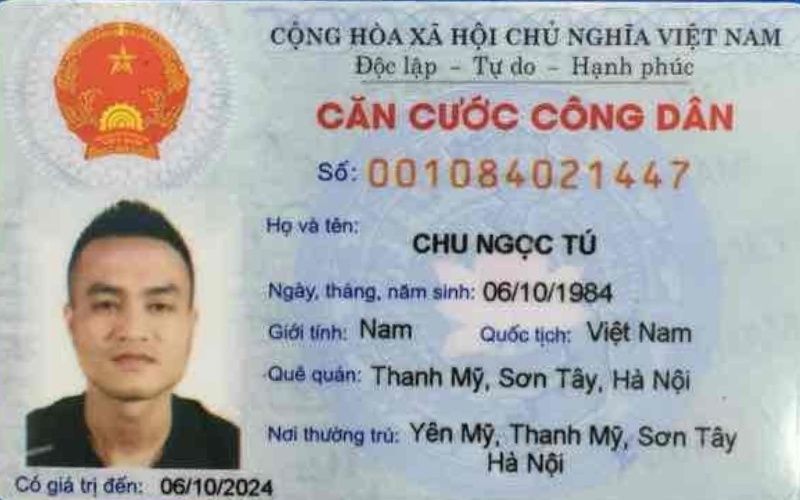 CỘNG HÒA XÃ HỘI CHỦ NGHĨA VIỆT NAM
Độc lập - Tự do - Hạnh phúc
CĂN CƯỚC CÔNG DÂN
Số: 001084021447
Họ và tên:
CHU NGỌC TÚ
Ngày, tháng, năm sinh: 06/10/1984
Giới tính: Nam Quốc tịch: Việt Nam
Quê quán: Thanh Mỹ, Sơn Tây, Hà Nội
Nơi thường trú: Yên Mỹ, Thanh Mỹ, Sơn Tây
Hà Nội
Có giá trị đến: 06/10/2024